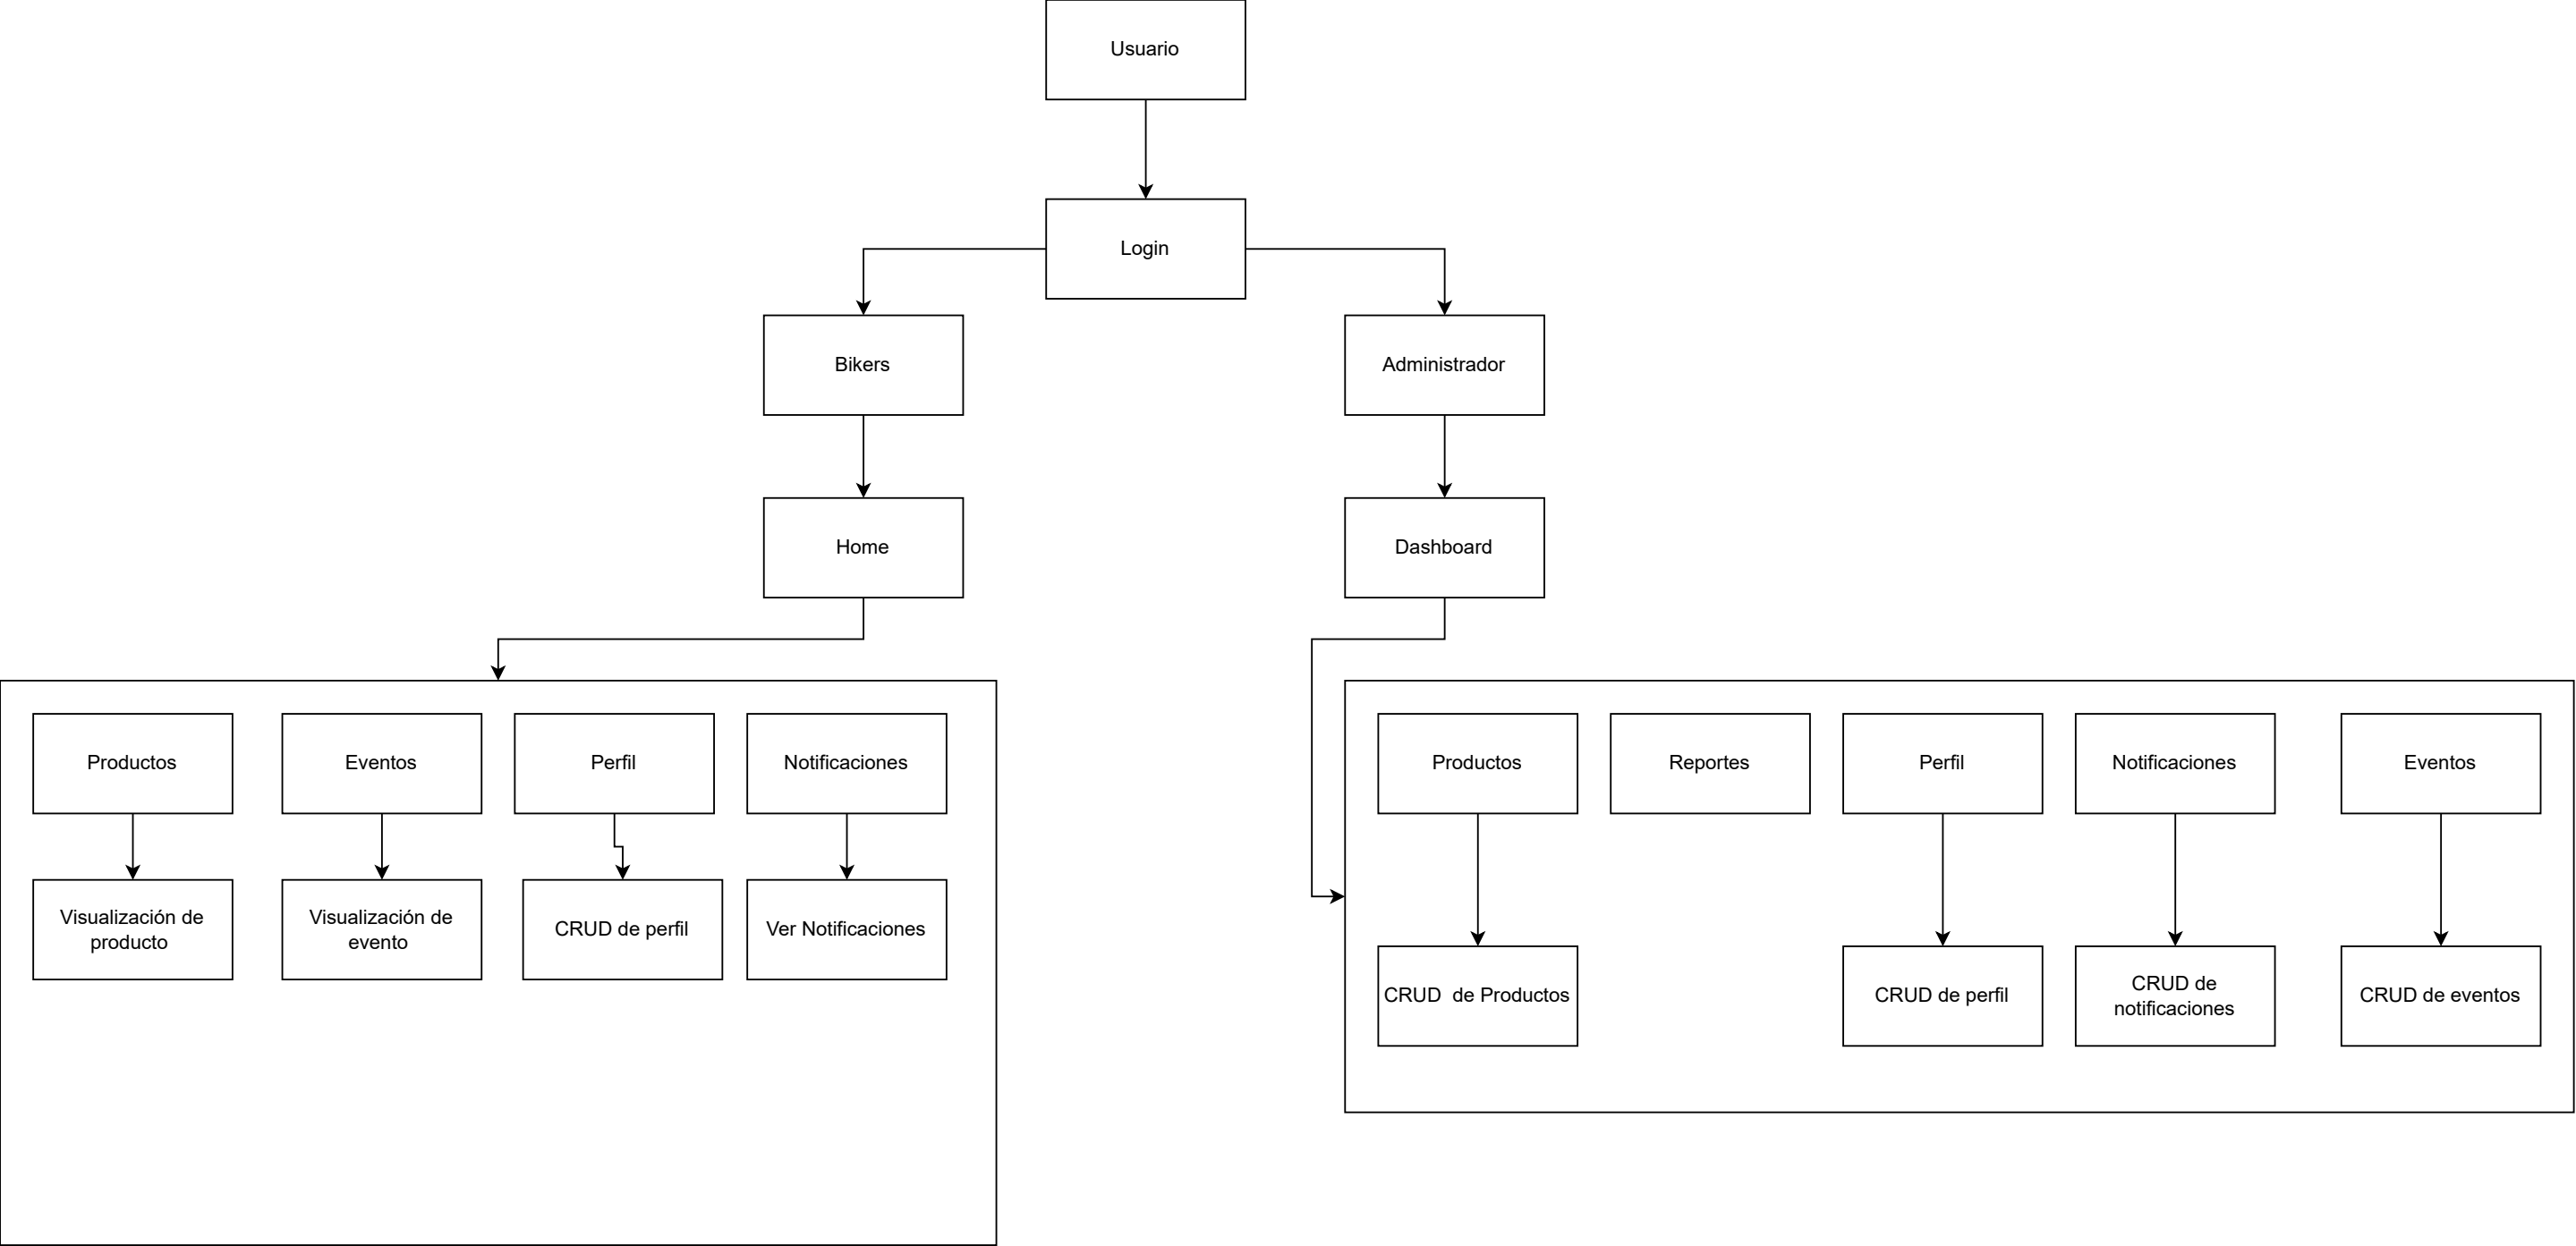 Usuario
Login
Bikers
Administrador
Home
Dashboard
Productos
Eventos
Perfil
Notificaciones
Visualización de
producto
Visualización de
evento
CRUD de perfil
Ver Notificaciones
Productos
Reportes
Perfil
Notificaciones
Eventos
CRUD  de Productos
CRUD de perfil
CRUD de
notificaciones
CRUD de eventos